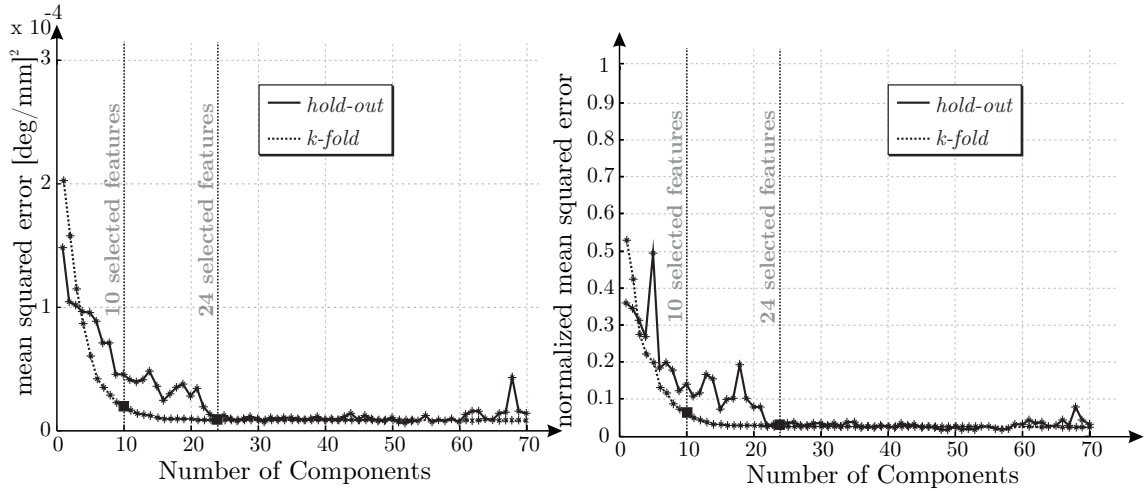 x 10⁻⁴
mean squared error [deg/mm]²
3
2
1
0
10 selected features
24 selected features
hold-out
k-fold
0 10 20 30 40 50 60 70
Number of Components
normalized mean squared error
1
0.9
0.8
0.7
0.6
0.5
0.4
0.3
0.2
0.1
0
10 selected features
24 selected features
hold-out
k-fold
0 10 20 30 40 50 60 70
Number of Components